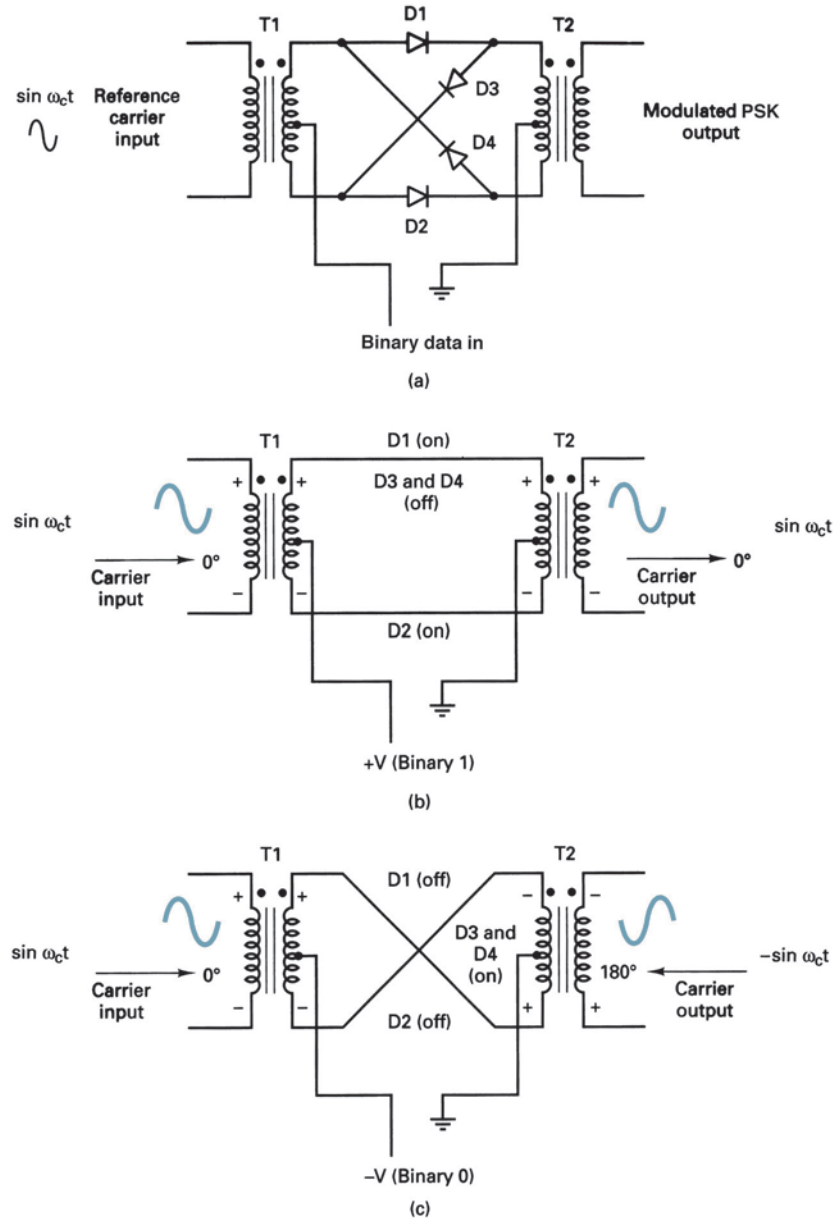 T1
D1
T2
sin ωct
Reference
carrier
input
D3
D4
Modulated PSK
output
D2
Binary data in
(a)
T1
D1 (on)
T2
+
+
D3 and D4
(off)
+
+
sin ωct
0°
Carrier
input
sin ωct
0°
Carrier
output
–
–
–
–
D2 (on)
+V (Binary 1)
(b)
T1
D1 (off)
T2
+
+
–
–
sin ωct
0°
Carrier
input
D3 and
D4
(on)
180°
Carrier
output
–sin ωct
–
–
D2 (off)
+
+
–V (Binary 0)
(c)